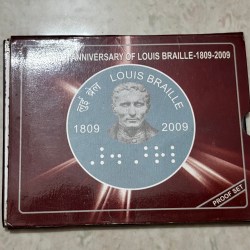 ANNIVERSARY OF LOUIS BRAILLE-1809-2009
लुई ब्रेल LOUIS BRAILLE
1809 2009
PROOF SET